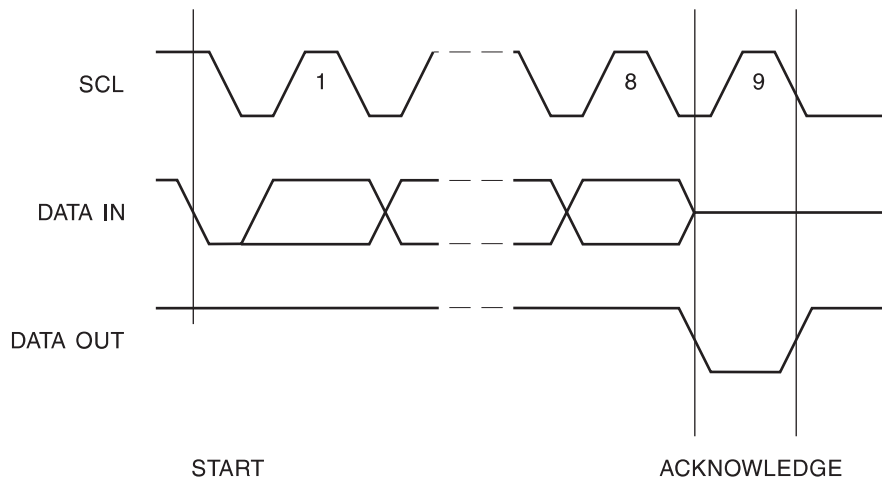 SCL
1
8
9
DATA IN
DATA OUT
START
ACKNOWLEDGE